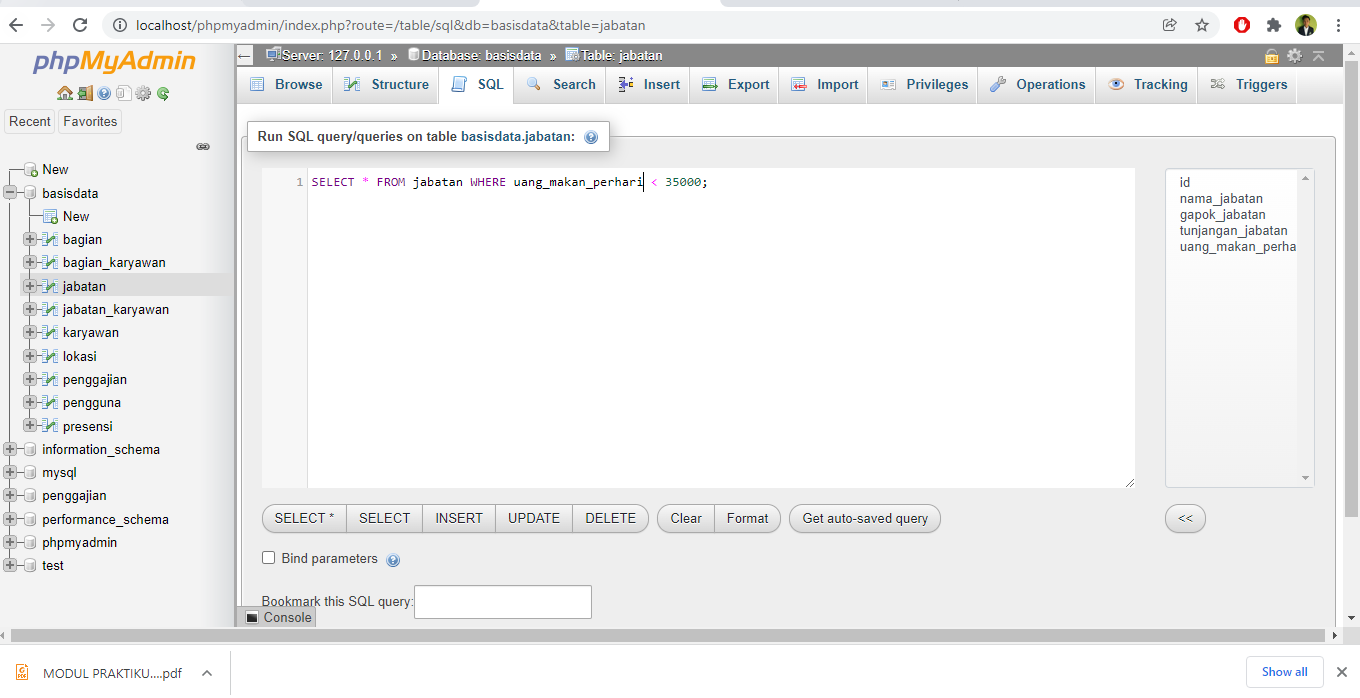 localhost/phpmyadmin/index.php?route=/table/sql&db=basisdata&table=jabatan
phpMyAdmin
Recent Favorites
New
basisdata
New
bagian
bagian_karyawan
jabatan
jabatan_karyawan
karyawan
lokasi
penggajian
pengguna
presensi
information_schema
mysql
penggajian
performance_schema
phpmyadmin
test
Server: 127.0.0.1 » Database: basisdata » Table: jabatan
Browse Structure SQL Search Insert Export Import Privileges Operations Tracking Triggers
Run SQL query/queries on table basisdata.jabatan:
1 SELECT * FROM jabatan WHERE uang_makan_perhari < 35000;
id
nama_jabatan
gapok_jabatan
tunjangan_jabatan
uang_makan_perha
SELECT * SELECT INSERT UPDATE DELETE Clear Format Get auto-saved query <<
Bind parameters
Bookmark this SQL query:
Console
MODUL PRAKTIKU....pdf Show all